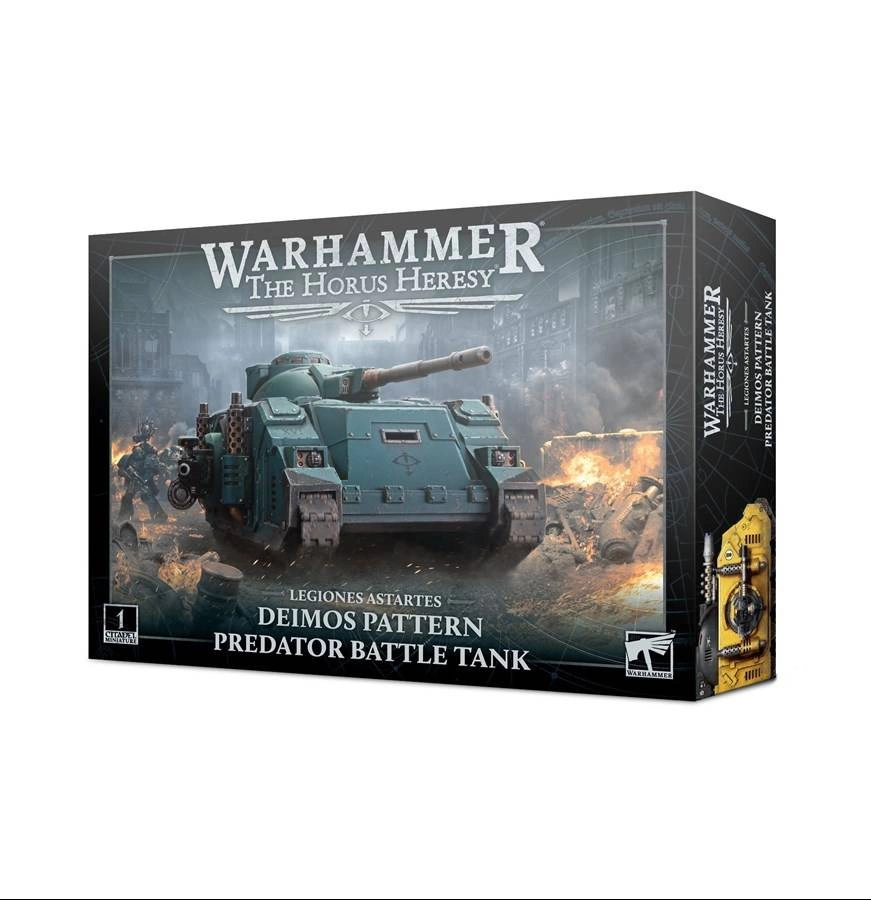 WARHAMMER
THE HORUS HERESY
LEGIONES ASTARTES
DEIMOS PATTERN
PREDATOR BATTLE TANK
1
CITADEL
MINIATURE
WARHAMMER
WARHAMMER
THE HORUS HERESY
LEGIONES ASTARTES
DEIMOS PATTERN
PREDATOR BATTLE TANK